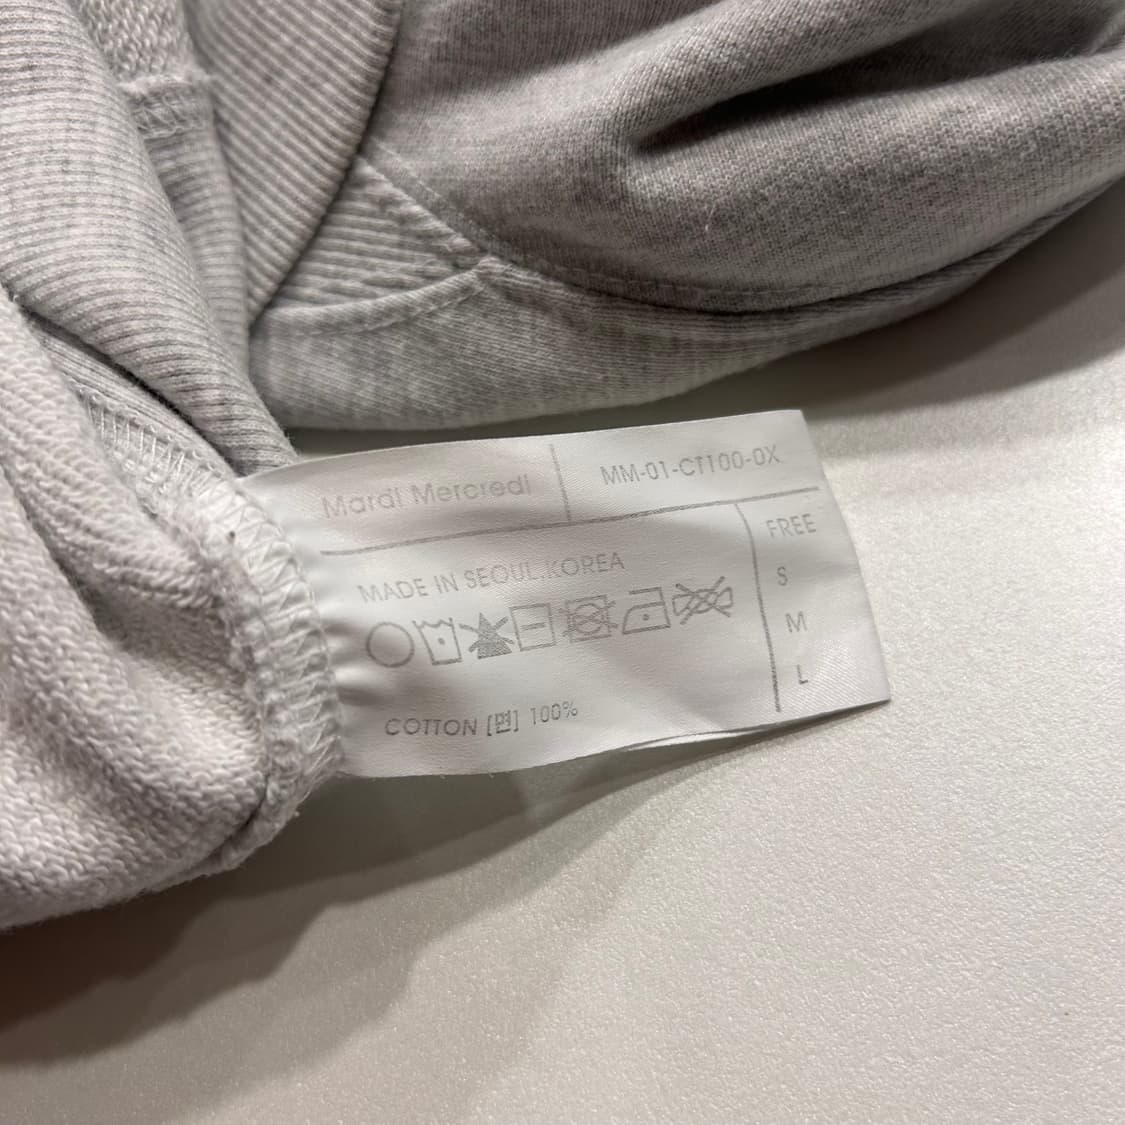 Mardi Mercredi
MM-01-CT100-0X
MADE IN SEOUL.KOREA
COTTON [면] 100%
FREE
S
M
L